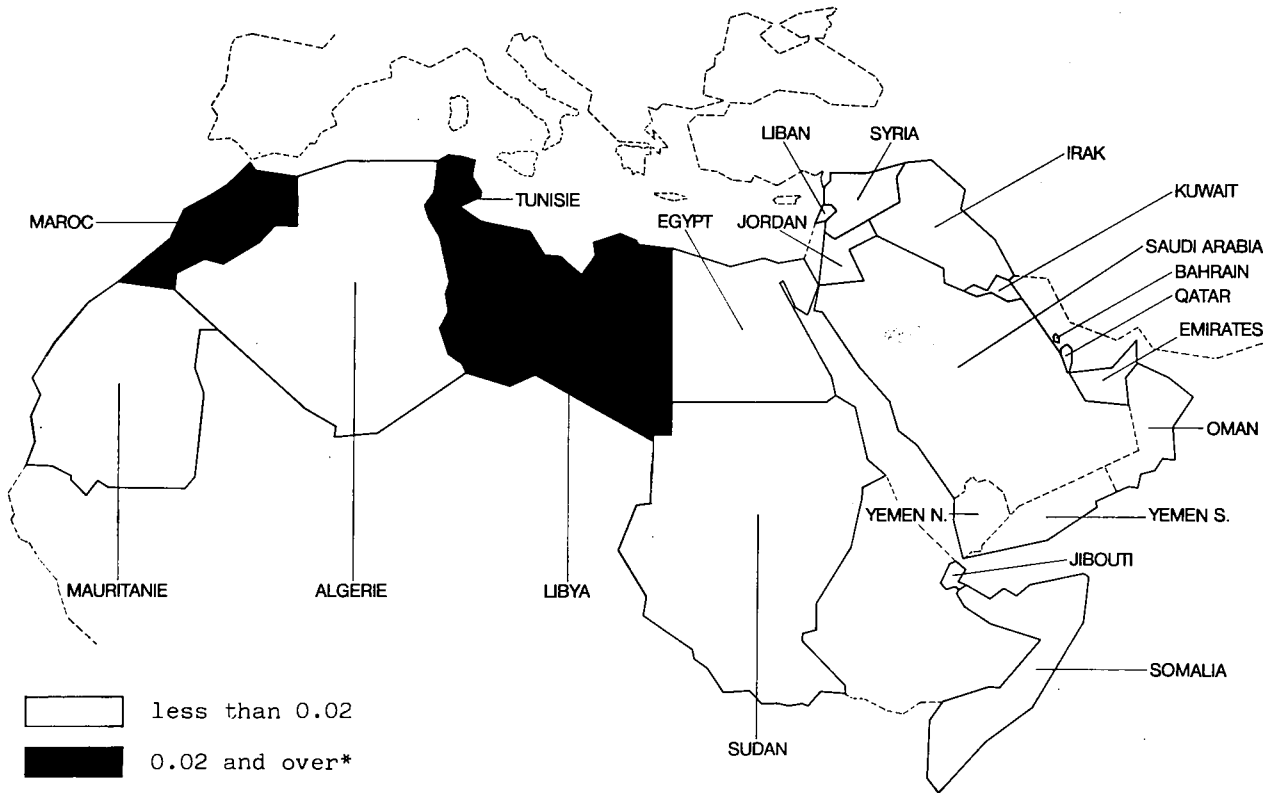 LIBAN
SYRIA
IRAK
KUWAIT
MAROC
TUNISIE
EGYPT
JORDAN
SAUDI ARABIA
BAHRAIN
QATAR
EMIRATES
OMAN
YEMEN N.
YEMEN S.
JIBOUTI
MAURITANIE
ALGERIE
LIBYA
SOMALIA
less than 0.02
SUDAN
0.02 and over*